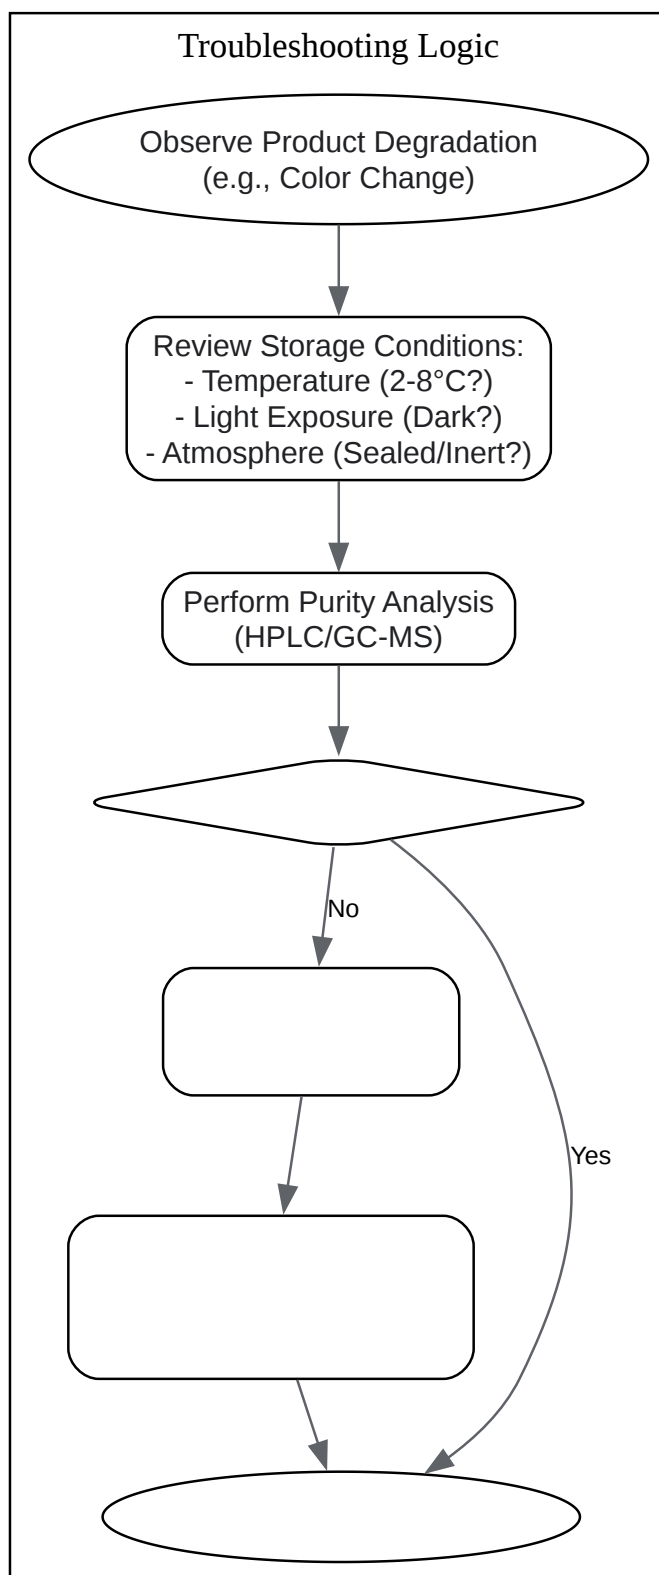 Troubleshooting Logic
Observe Product Degradation
(e.g., Color Change)
Review Storage Conditions:
- Temperature (2-8°C?)
- Light Exposure (Dark?)
- Atmosphere (Sealed/Inert?)
Perform Purity Analysis
(HPLC/GC-MS)
No
Yes